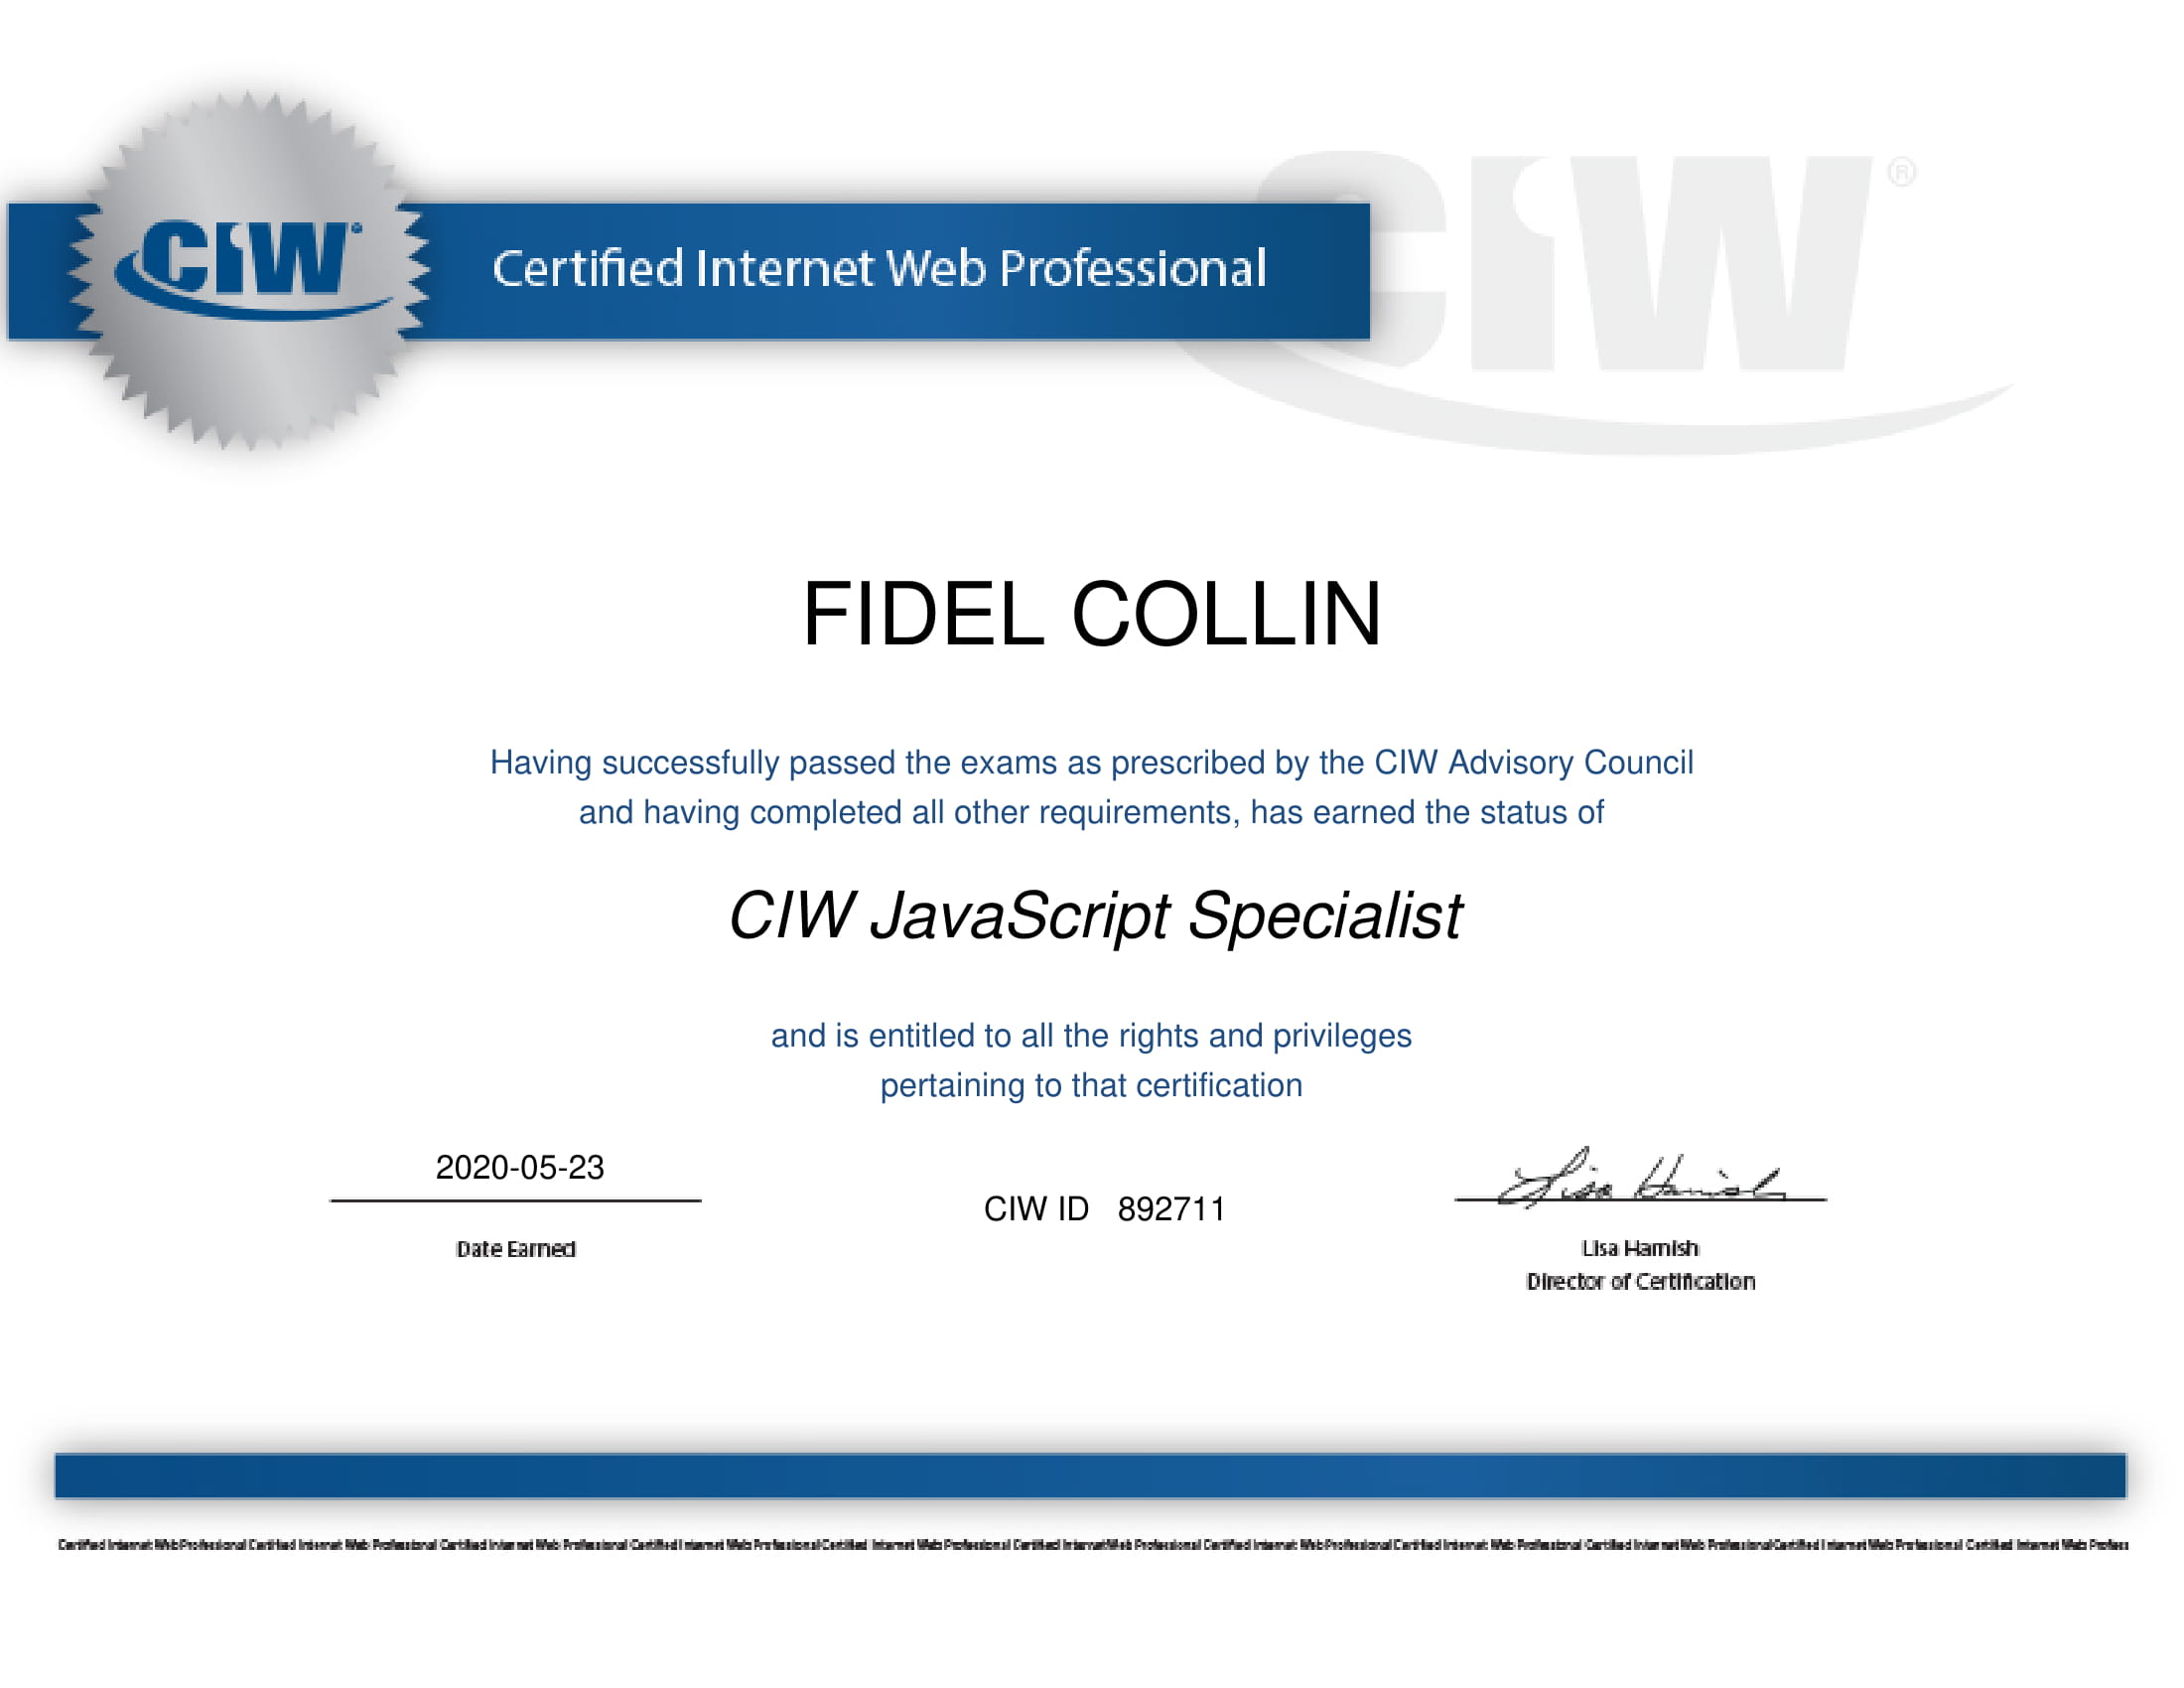 CIW®
CIW
Certified Internet Web Professional
FIDEL COLLIN
Having successfully passed the exams as prescribed by the CIW Advisory Council
and having completed all other requirements, has earned the status of
CIW JavaScript Specialist
and is entitled to all the rights and privileges
pertaining to that certification
2020-05-23
Date Earned
CIW ID 892711
Lisa Hamish
Lisa Hamish
Director of Certification
Certified Internet Web Professional Certified Internet Web Professional Certified Internet Web Professional Certified Internet Web Professional Certified Internet Web Professional Certified Internet Web Professional Certified Internet Web Professional Certified Internet Web Professional Certified Internet Web Professional Certified Internet Web Professional Certified Internet Web Profess